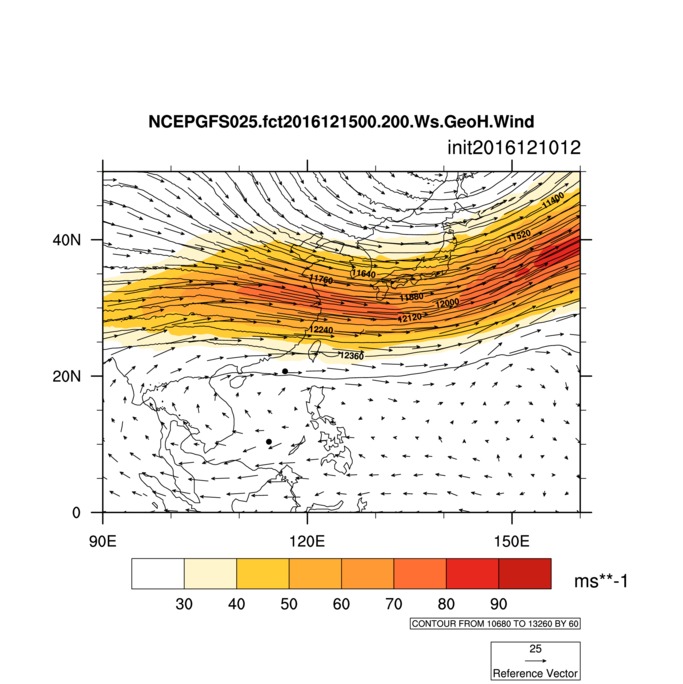 NCEPGFS025.fct2016121500.200.Ws.GeoH.Wind
init2016121012
40N
20N
0
11400
11520
11640
11760
11880
12000
12120
12240
12360
90E 120E 150E
ms**-1
30 40 50 60 70 80 90
CONTOUR FROM 10680 TO 13260 BY 60
25
Reference Vector